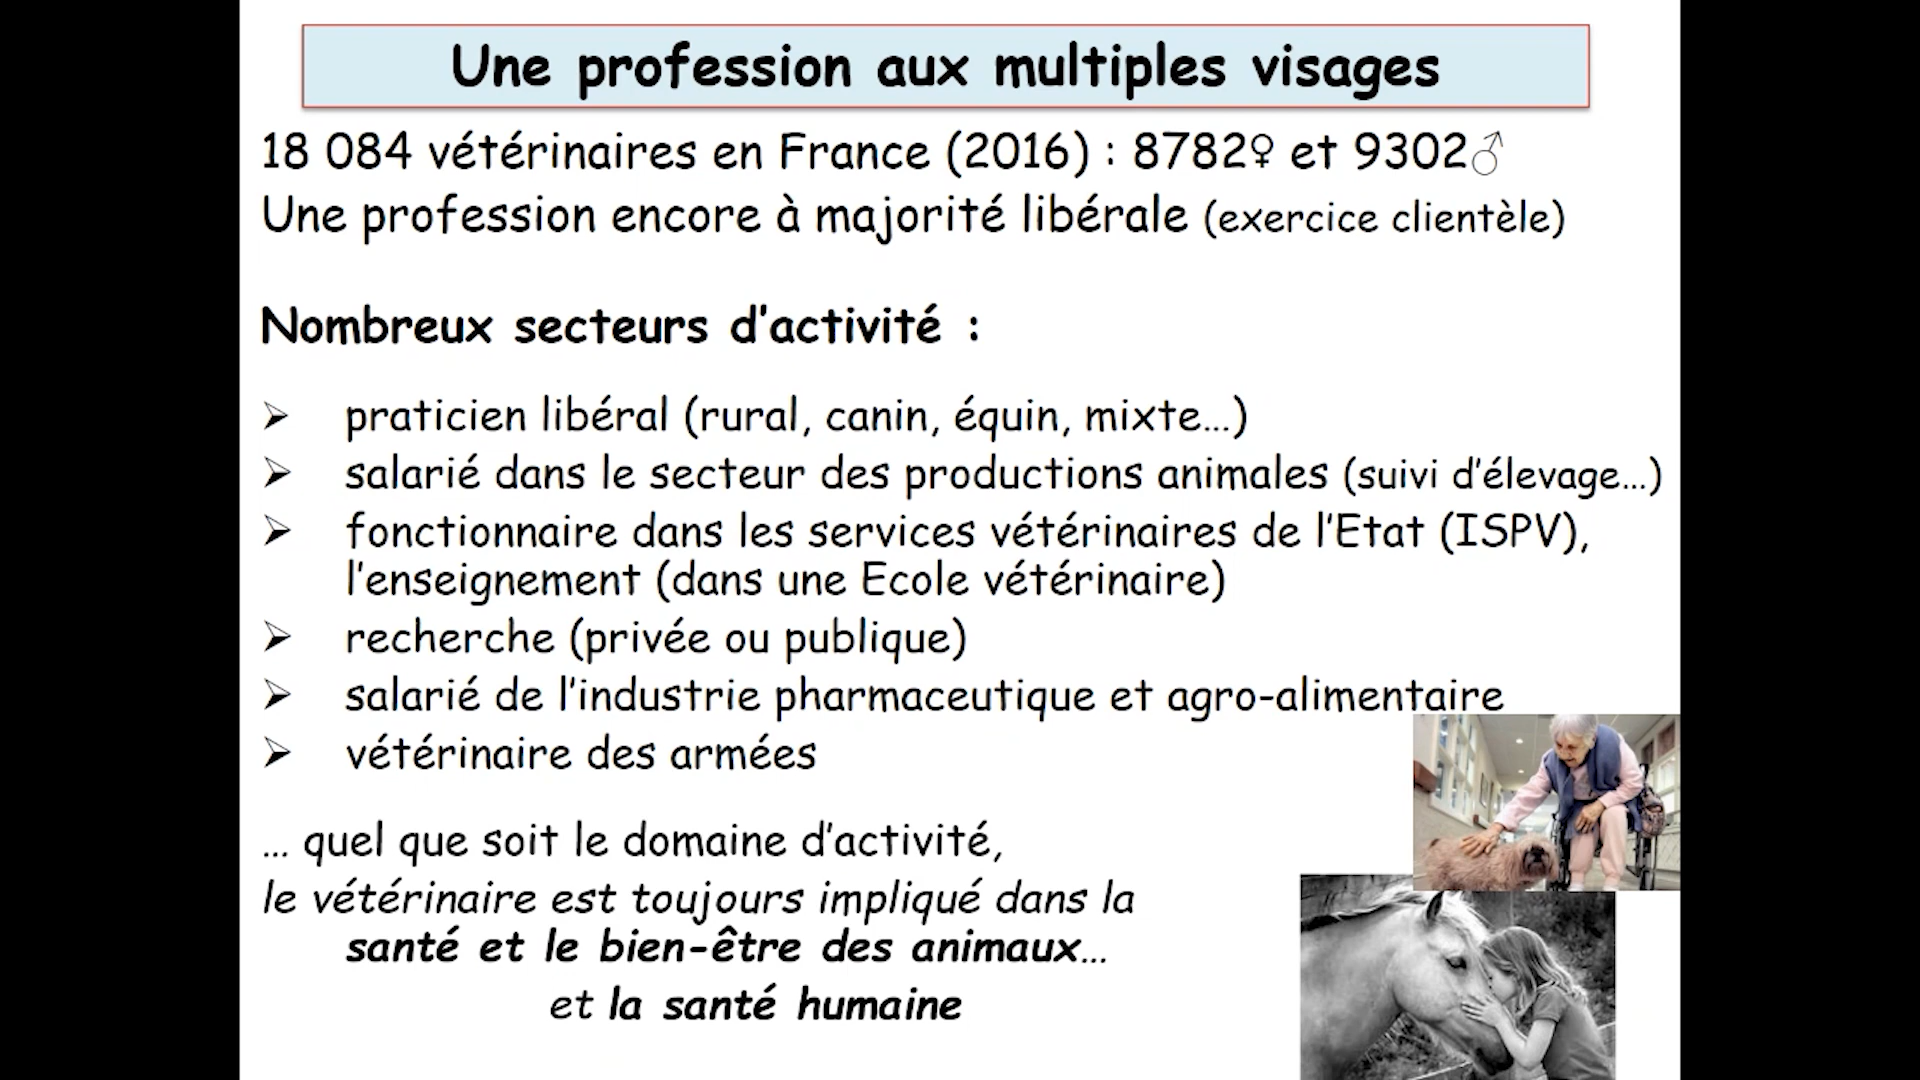 Une profession aux multiples visages
18 084 vétérinaires en France (2016) : 8782♀ et 9302♂
Une profession encore à majorité libérale (exercice clientèle)
Nombreux secteurs d'activité :
➢ praticien libéral (rural, canin, équin, mixte…)
➢ salarié dans le secteur des productions animales (suivi d'élevage…)
➢ fonctionnaire dans les services vétérinaires de l'Etat (ISPV),
l'enseignement (dans une Ecole vétérinaire)
➢ recherche (privée ou publique)
➢ salarié de l'industrie pharmaceutique et agro-alimentaire
➢ vétérinaire des armées
… quel que soit le domaine d'activité,
le vétérinaire est toujours impliqué dans la
santé et le bien-être des animaux…
et la santé humaine